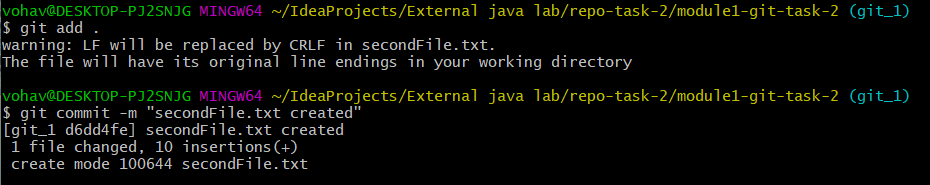 vohav@DESKTOP-PJ2SNJG MINGW64 ~/IdeaProjects/External java lab/repo-task-2/module1-git-task-2 (git_1)
$ git add .
warning: LF will be replaced by CRLF in secondFile.txt.
The file will have its original line endings in your working directory
vohav@DESKTOP-PJ2SNJG MINGW64 ~/IdeaProjects/External java lab/repo-task-2/module1-git-task-2 (git_1)
$ git commit -m "secondFile.txt created"
[git_1 d6dd4fe] secondFile.txt created
1 file changed, 10 insertions(+)
create mode 100644 secondFile.txt